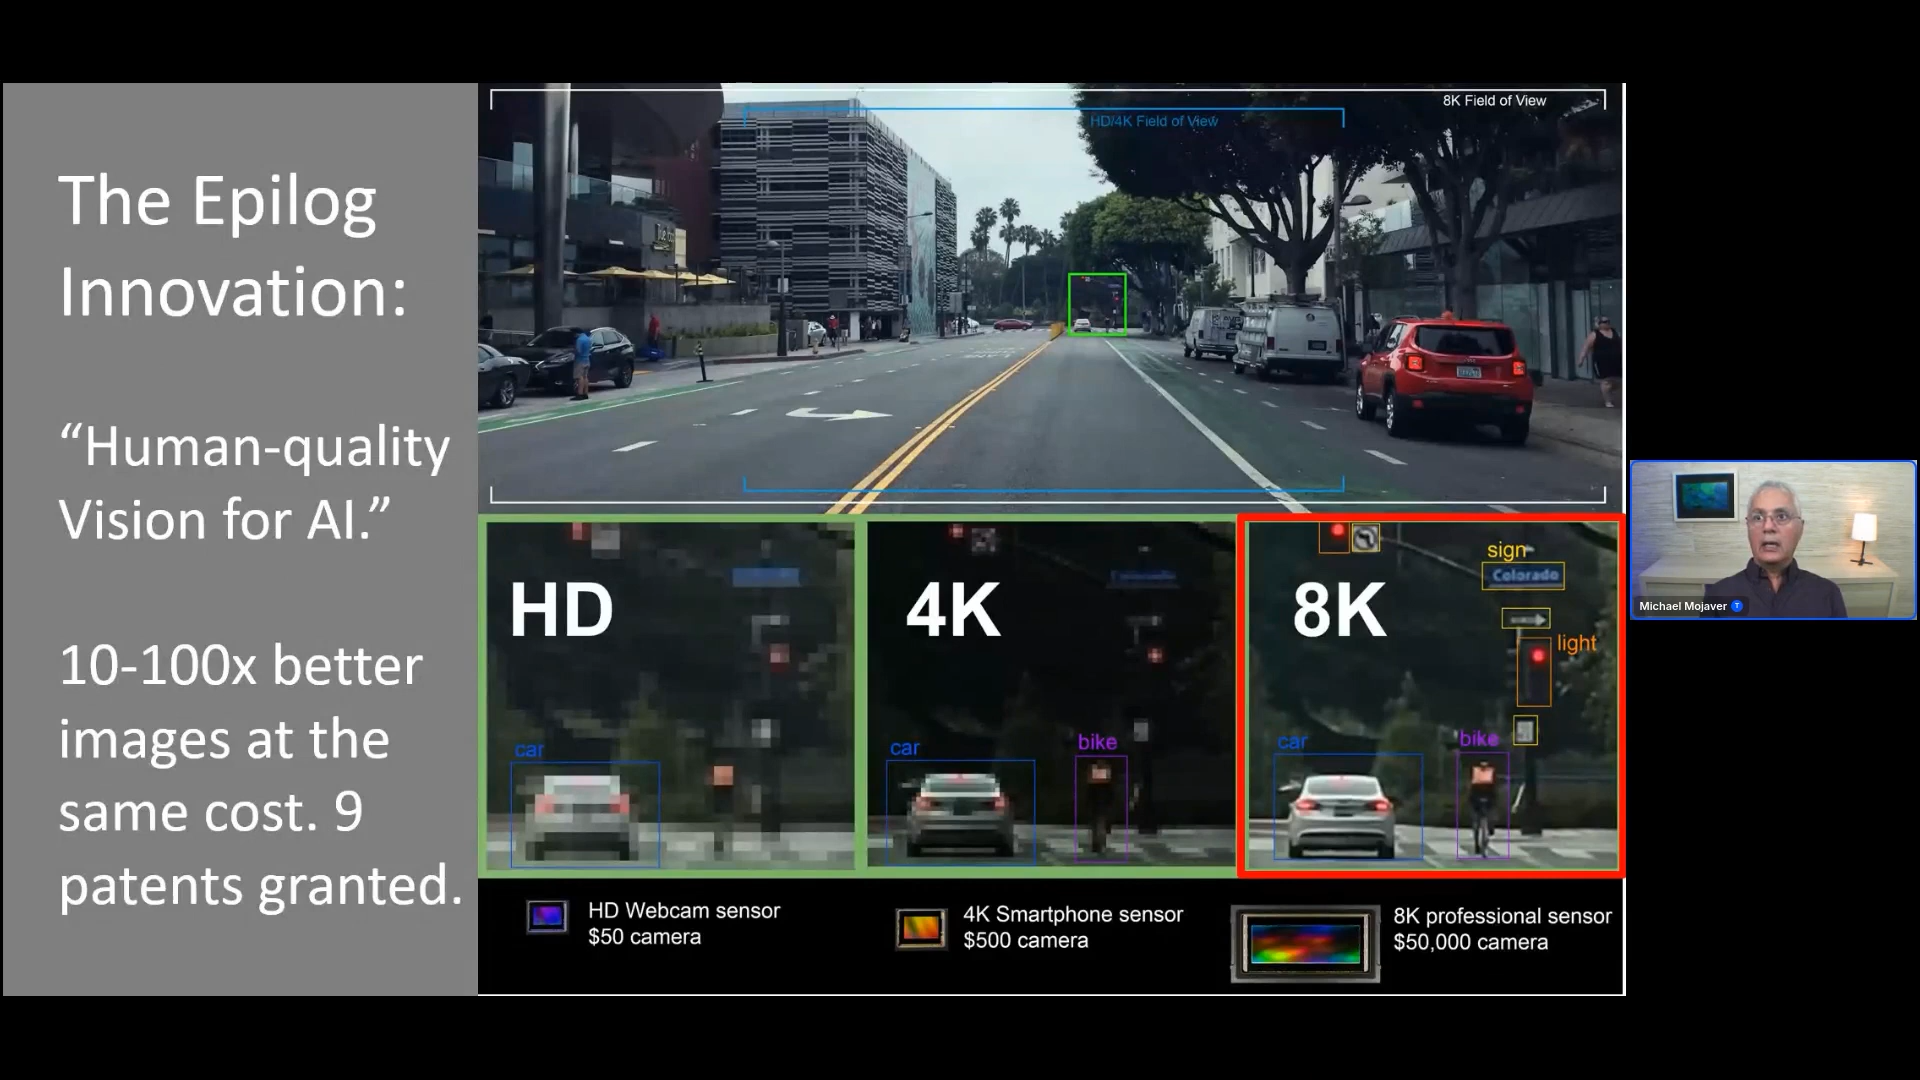 The Epilog
Innovation:
“Human-quality
Vision for AI.”
10-100x better
images at the
same cost. 9
patents granted.
8K Field of View
HD/4K Field of View
HD
car
4K
car
bike
8K
sign
Colorado
light
car
bike
HD Webcam sensor
$50 camera
4K Smartphone sensor
$500 camera
8K professional sensor
$50,000 camera
Michael Mojaver